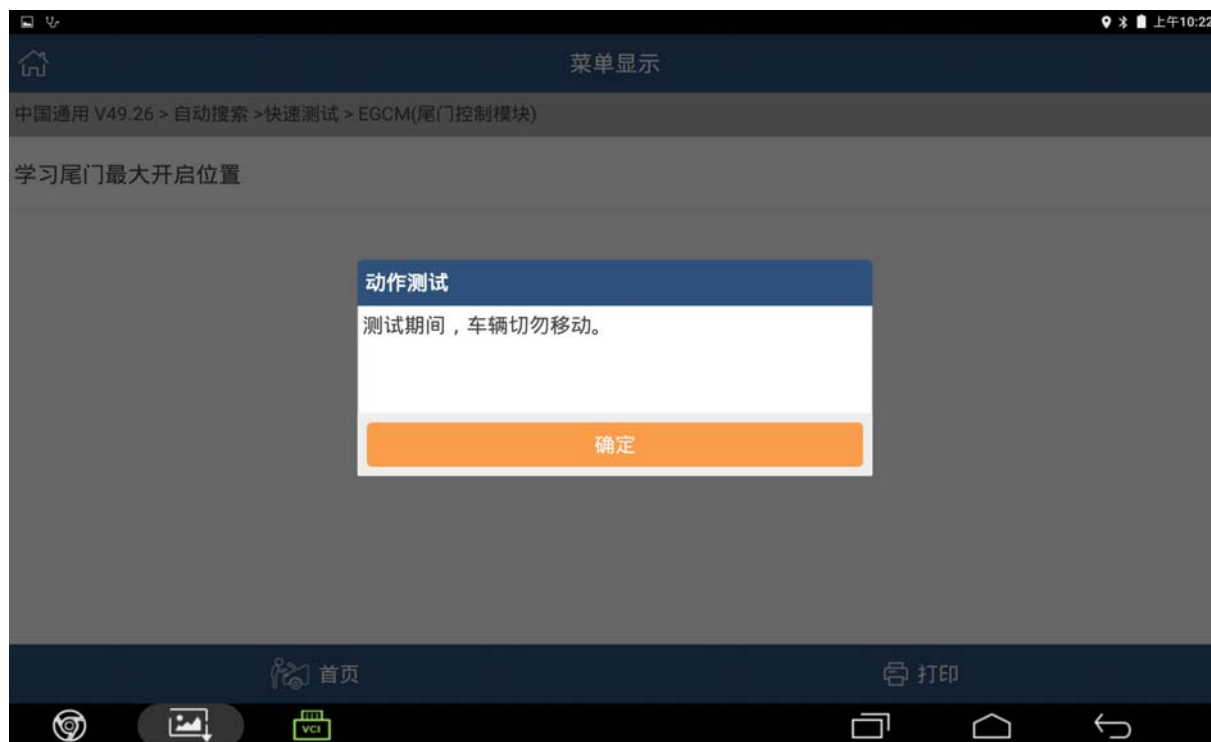 上午10:22
菜单显示
中国通用 V49.26 > 自动搜索 >快速测试 > EGCM(尾门控制模块)
学习尾门最大开启位置
动作测试
测试期间，车辆切勿移动。
确定
首页
打印
VCI